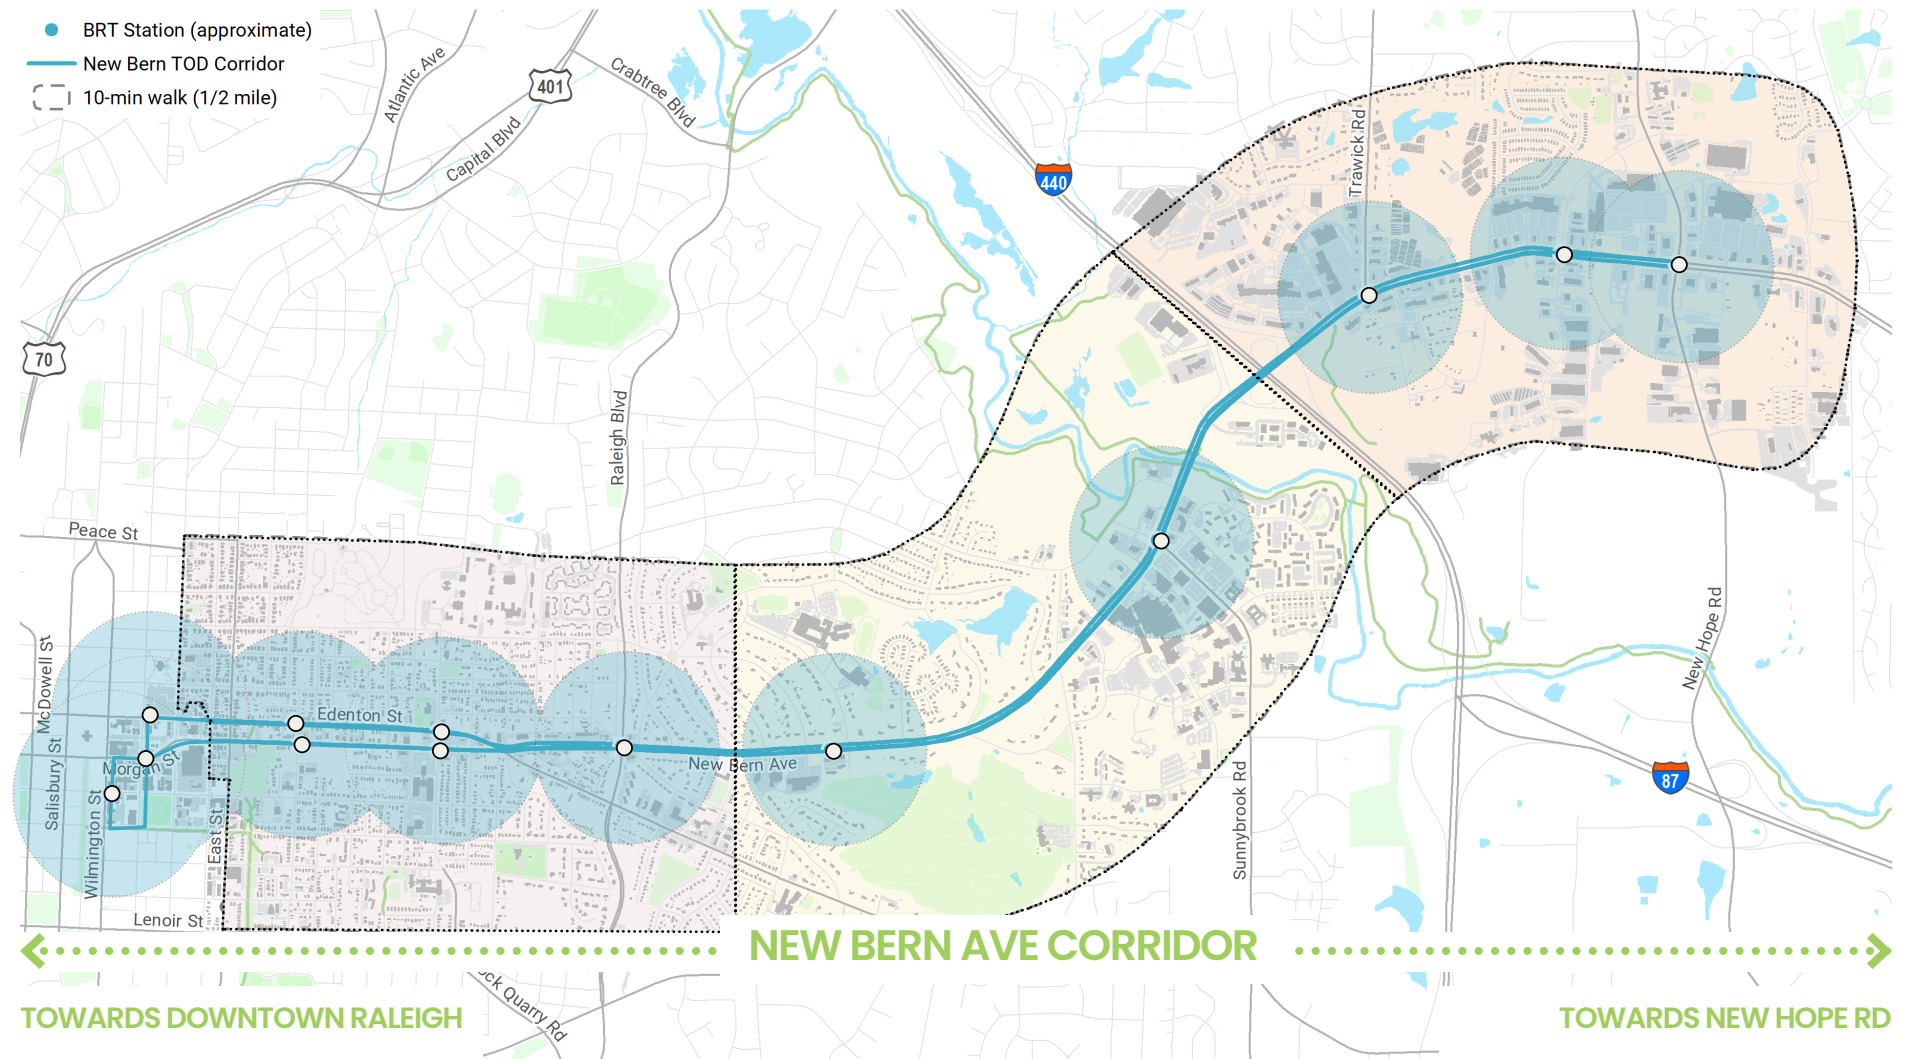 BRT Station (approximate)
New Bern TOD Corridor
10-min walk (1/2 mile)
Atlantic Ave
401
Crabtree Blvd
Capital Blvd
440
Trawick Rd
70
Raleigh Blvd
Peace St
McDowell St
Edenton St
Morgan St
Salisbury St
Wilmington St
East St
Lenoir St
New Bern Ave
Sunnybrook Rd
New Hope Rd
87
NEW BERN AVE CORRIDOR
TOWARDS DOWNTOWN RALEIGH
ock Quarry Rd
TOWARDS NEW HOPE RD